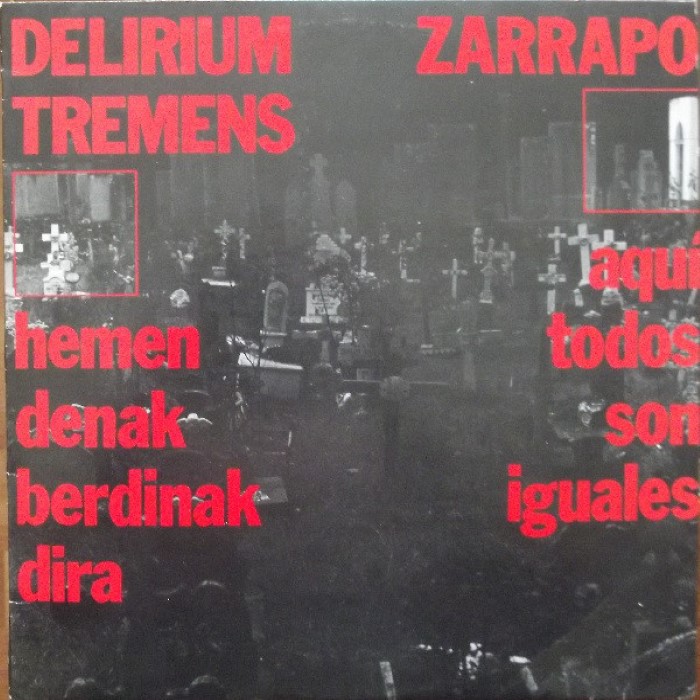 DELIRIUM
TREMENS
hemen
denak
berdinak
dira
ZARRAPO
aquí
todos
son
iguales